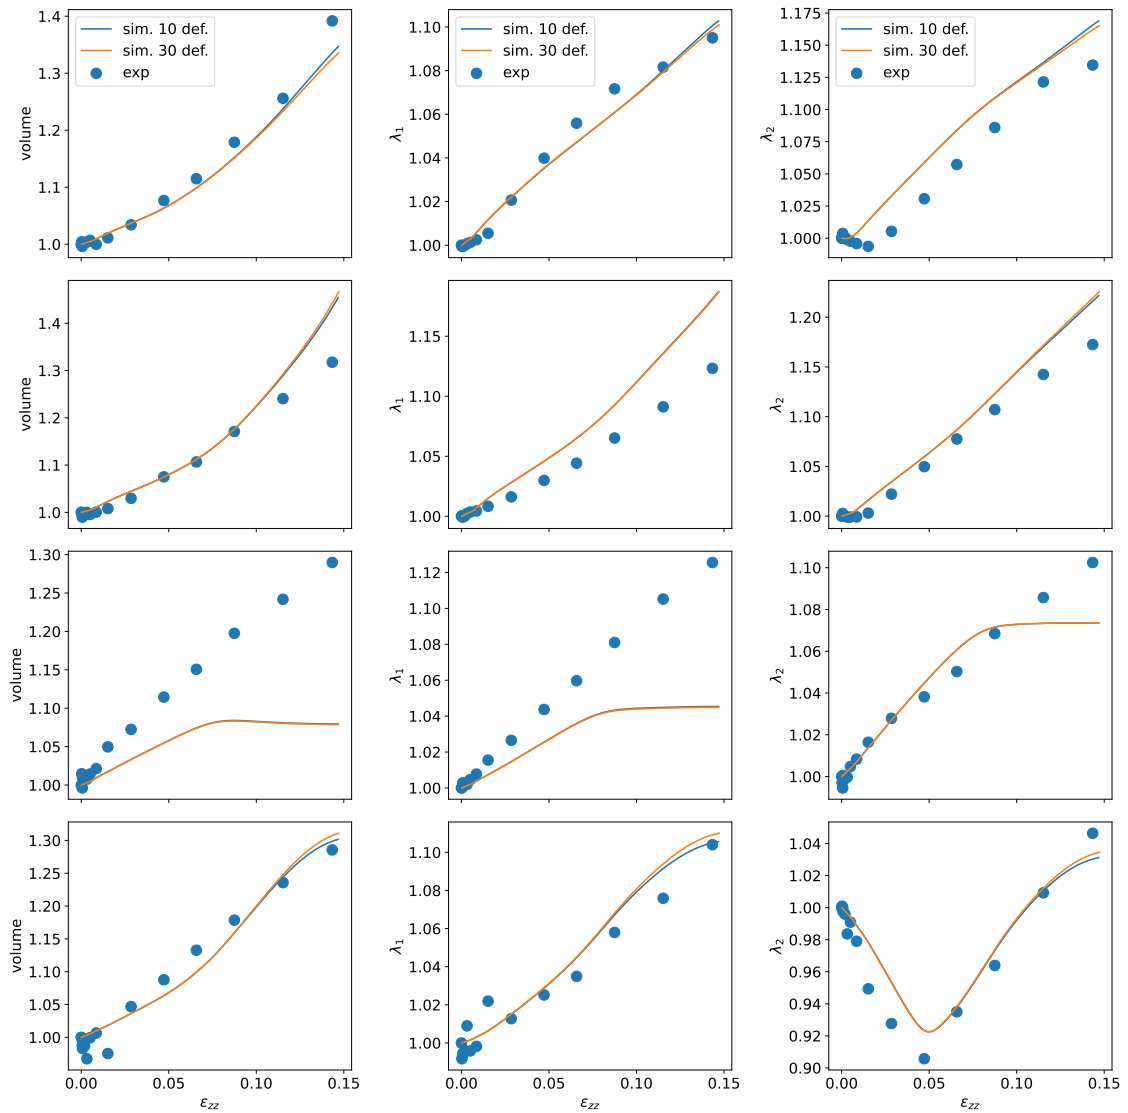 1.4
1.3
1.2
1.1
1.0
volume
sim. 10 def.
sim. 30 def.
exp
1.10
1.08
1.06
1.04
1.02
1.00
λ1
sim. 10 def.
sim. 30 def.
exp
1.175
1.150
1.125
1.100
1.075
1.050
1.025
1.000
λ2
sim. 10 def.
sim. 30 def.
exp
1.4
1.3
1.2
1.1
1.0
volume
1.15
1.10
1.05
1.00
λ1
1.20
1.15
1.10
1.05
1.00
λ2
1.30
1.25
1.20
1.15
1.10
1.05
1.00
volume
1.12
1.10
1.08
1.06
1.04
1.02
1.00
λ1
1.10
1.08
1.06
1.04
1.02
1.00
λ2
1.30
1.25
1.20
1.15
1.10
1.05
1.00
volume
0.00 0.05 0.10 0.15
εzz
1.10
1.08
1.06
1.04
1.02
1.00
λ1
0.00 0.05 0.10 0.15
εzz
1.04
1.02
1.00
0.98
0.96
0.94
0.92
0.90
λ2
0.00 0.05 0.10 0.15
εzz